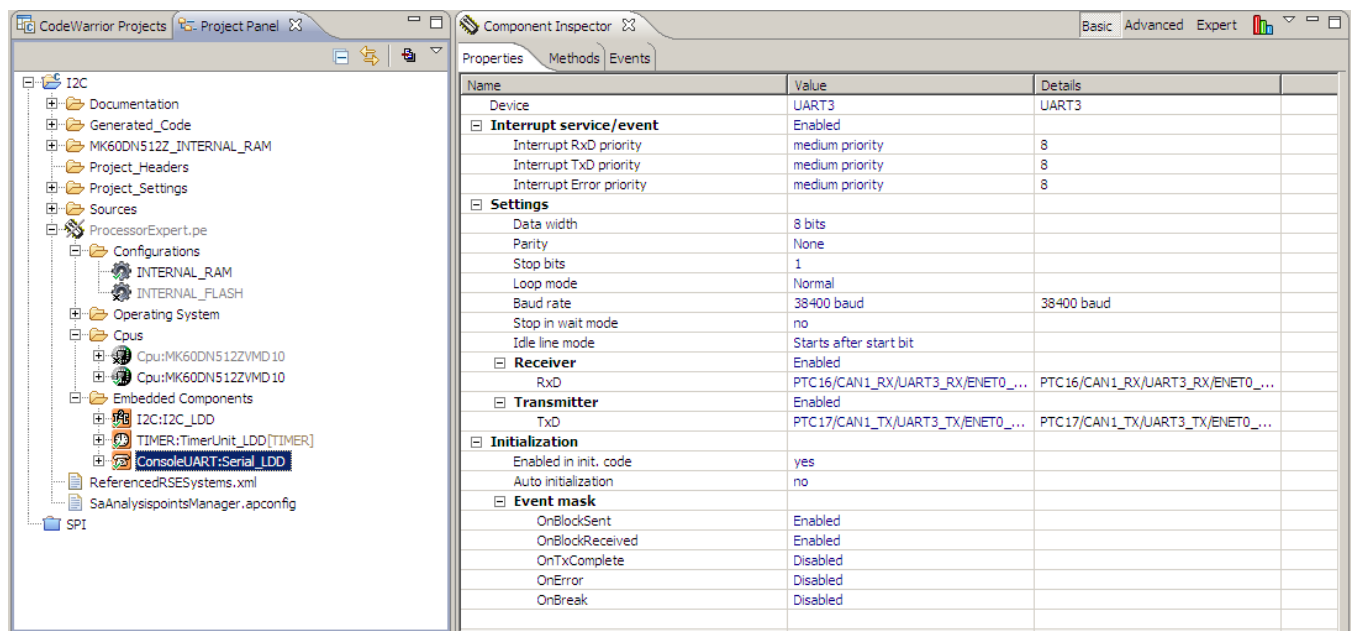 CodeWarrior Projects Project Panel
I2C
Documentation
Generated_Code
MK60DN512Z_INTERNAL_RAM
Project_Headers
Project_Settings
Sources
ProcessorExpert.pe
Configurations
INTERNAL_RAM
INTERNAL_FLASH
Operating System
Cpus
Cpu:MK60DN512ZVMD10
Cpu:MK60DN512ZVMD10
Embedded Components
I2C:I2C_LDD
TIMER:TimerUnit_LDD[TIMER]
ConsoleUART:Serial_LDD
ReferencedRSESystems.xml
SaAnalysispointsManager.apconfig
SPI
Component Inspector Basic Advanced Expert
Properties Methods Events
Name Value Details
Device UART3 UART3
Interrupt service/event Enabled
Interrupt RxD priority medium priority 8
Interrupt TxD priority medium priority 8
Interrupt Error priority medium priority 8
Settings
Data width 8 bits
Parity None
Stop bits 1
Loop mode Normal
Baud rate 38400 baud 38400 baud
Stop in wait mode no
Idle line mode Starts after start bit
Receiver Enabled
RxD PTC16/CAN1_RX/UART3_RX/ENET0_... PTC16/CAN1_RX/UART3_RX/ENET0_...
Transmitter Enabled
TxD PTC17/CAN1_TX/UART3_TX/ENET0_... PTC17/CAN1_TX/UART3_TX/ENET0_...
Initialization
Enabled in init. code yes
Auto initialization no
Event mask
OnBlockSent Enabled
OnBlockReceived Enabled
OnTxComplete Disabled
OnError Disabled
OnBreak Disabled